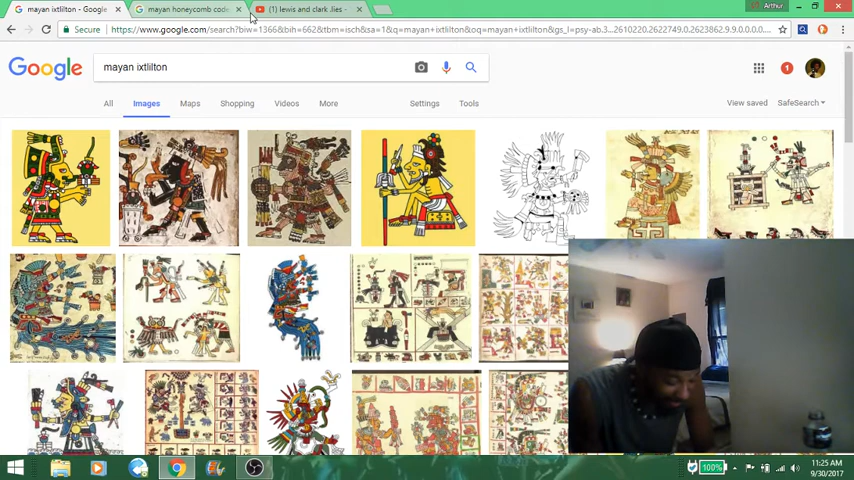 mayan ixtlilton - Google
mayan honeycomb code
(1) lewis and clark .lies -
Arthur
Secure
https://www.google.com/search?biw=1366&bih=662&tbm=isch&sa=1&q=mayan+ixtlilton&oq=mayan+ixtlilton&gs_l=psy-ab.3...2610220.2622249.0.2623862.9.9.0.0.0.0...
Google
mayan ixtlilton
1
All
Images
Maps
Shopping
Videos
More
Settings
Tools
View saved
SafeSearch
100%
11:25 AM
9/30/2017